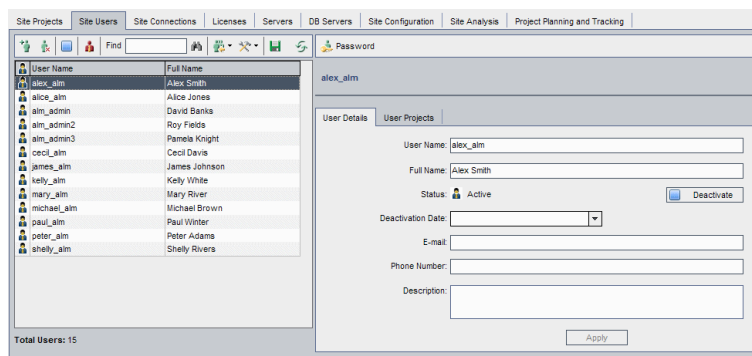 Site Projects Site Users Site Connections Licenses Servers DB Servers Site Configuration Site Analysis Project Planning and Tracking
Find
User Name Full Name
alex_alm Alex Smith
alice_alm Alice Jones
alm_admin David Banks
alm_admin2 Roy Fields
alm_admin3 Pamela Knight
cecil_alm Cecil Davis
james_alm James Johnson
kelly_alm Kelly White
mary_alm Mary River
michael_alm Michael Brown
paul_alm Paul Winter
peter_alm Peter Adams
shelly_alm Shelly Rivers
Total Users: 15
Password
alex_alm
User Details User Projects
User Name: alex_alm
Full Name: Alex Smith
Status: Active Deactivate
Deactivation Date:
E-mail:
Phone Number:
Description:
Apply